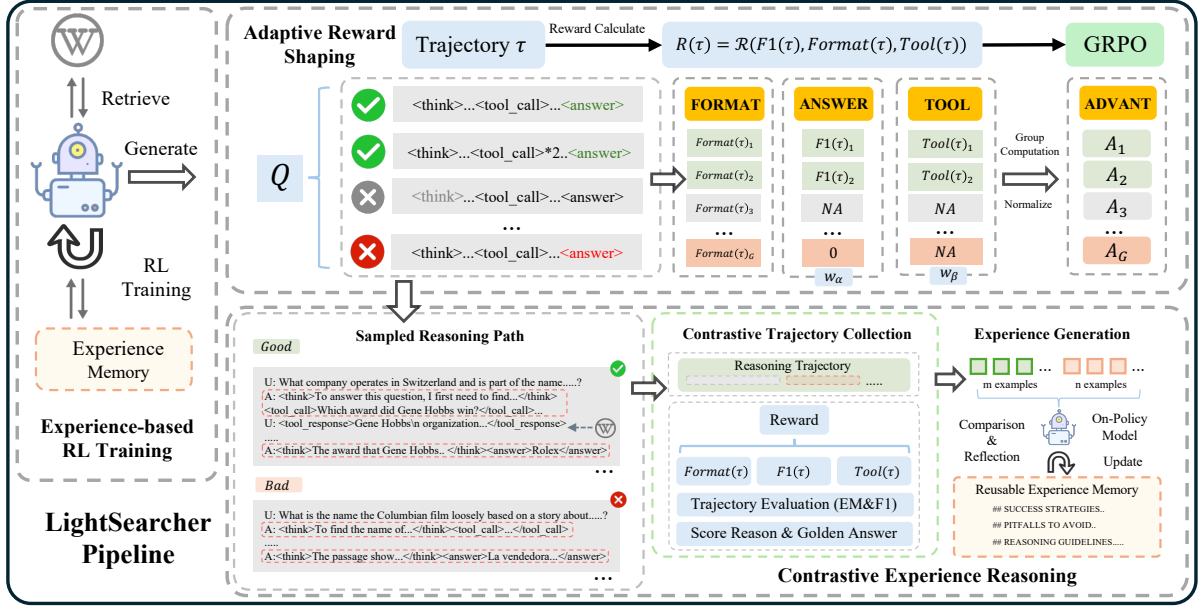 W
Retrieve
Generate
RL
Training
Experience
Memory
Experience-based
RL Training
LightSearcher
Pipeline
Adaptive Reward
Shaping
Trajectory τ
Reward Calculate
R(τ) = ℛ(F1(τ), Format(τ), Tool(τ))
GRPO
Q
<think>...<tool_call>...<answer>
<think>...<tool_call>*2..<answer>
<think>...<tool_call>...<answer>
...
<think>...<tool_call>...<answer>
FORMAT
Format(τ)₁
Format(τ)₂
Format(τ)₃
...
Format(τ)G
ANSWER
F1(τ)₁
F1(τ)₂
NA
...
0
wα
TOOL
Tool(τ)₁
Tool(τ)₂
NA
...
NA
wβ
Group
Computation
Normalize
ADVANT
A₁
A₂
A₃
...
AG
Sampled Reasoning Path
Good
U: What company operates in Switzerland and is part of the name.....?
A: <think>To answer this question, I first need to find...</think>
<tool_call>Which award did Gene Hobbs win?</tool_call>...
U: <tool_response>Gene Hobbs\n organization...</tool_response>
W
.....
A:<think>The award that Gene Hobbs.. </think><answer>Rolex</answer>
...
Bad
U: What is the name the Columbian film loosely based on a story about.....?
A: <think>To find the name of...</think><tool_call>...</tool_call>
.....
A:<think>The passage show...</think><answer>La vendedora...</answer>
...
Contrastive Trajectory Collection
Reasoning Trajectory
.....
Reward
Format(τ)
F1(τ)
Tool(τ)
Trajectory Evaluation (EM&F1)
Score Reason & Golden Answer
Experience Generation
...
...
m examples
n examples
Comparison
&
Reflection
On-Policy
Model
Update
Reusable Experience Memory
## SUCCESS STRATEGIES..
## PITFALLS TO AVOID..
## REASONING GUIDELINES.....
Contrastive Experience Reasoning